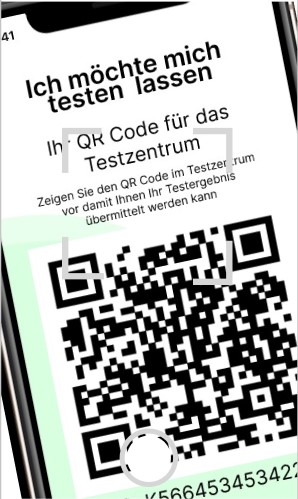 41
Ich möchte mich
testen lassen
Ihr QR Code für das
Testzentrum
Zeigen Sie den QR Code im Testzentrum
vor damit Ihnen Ihr Testergebnis
übermittelt werden kann
K566453453422